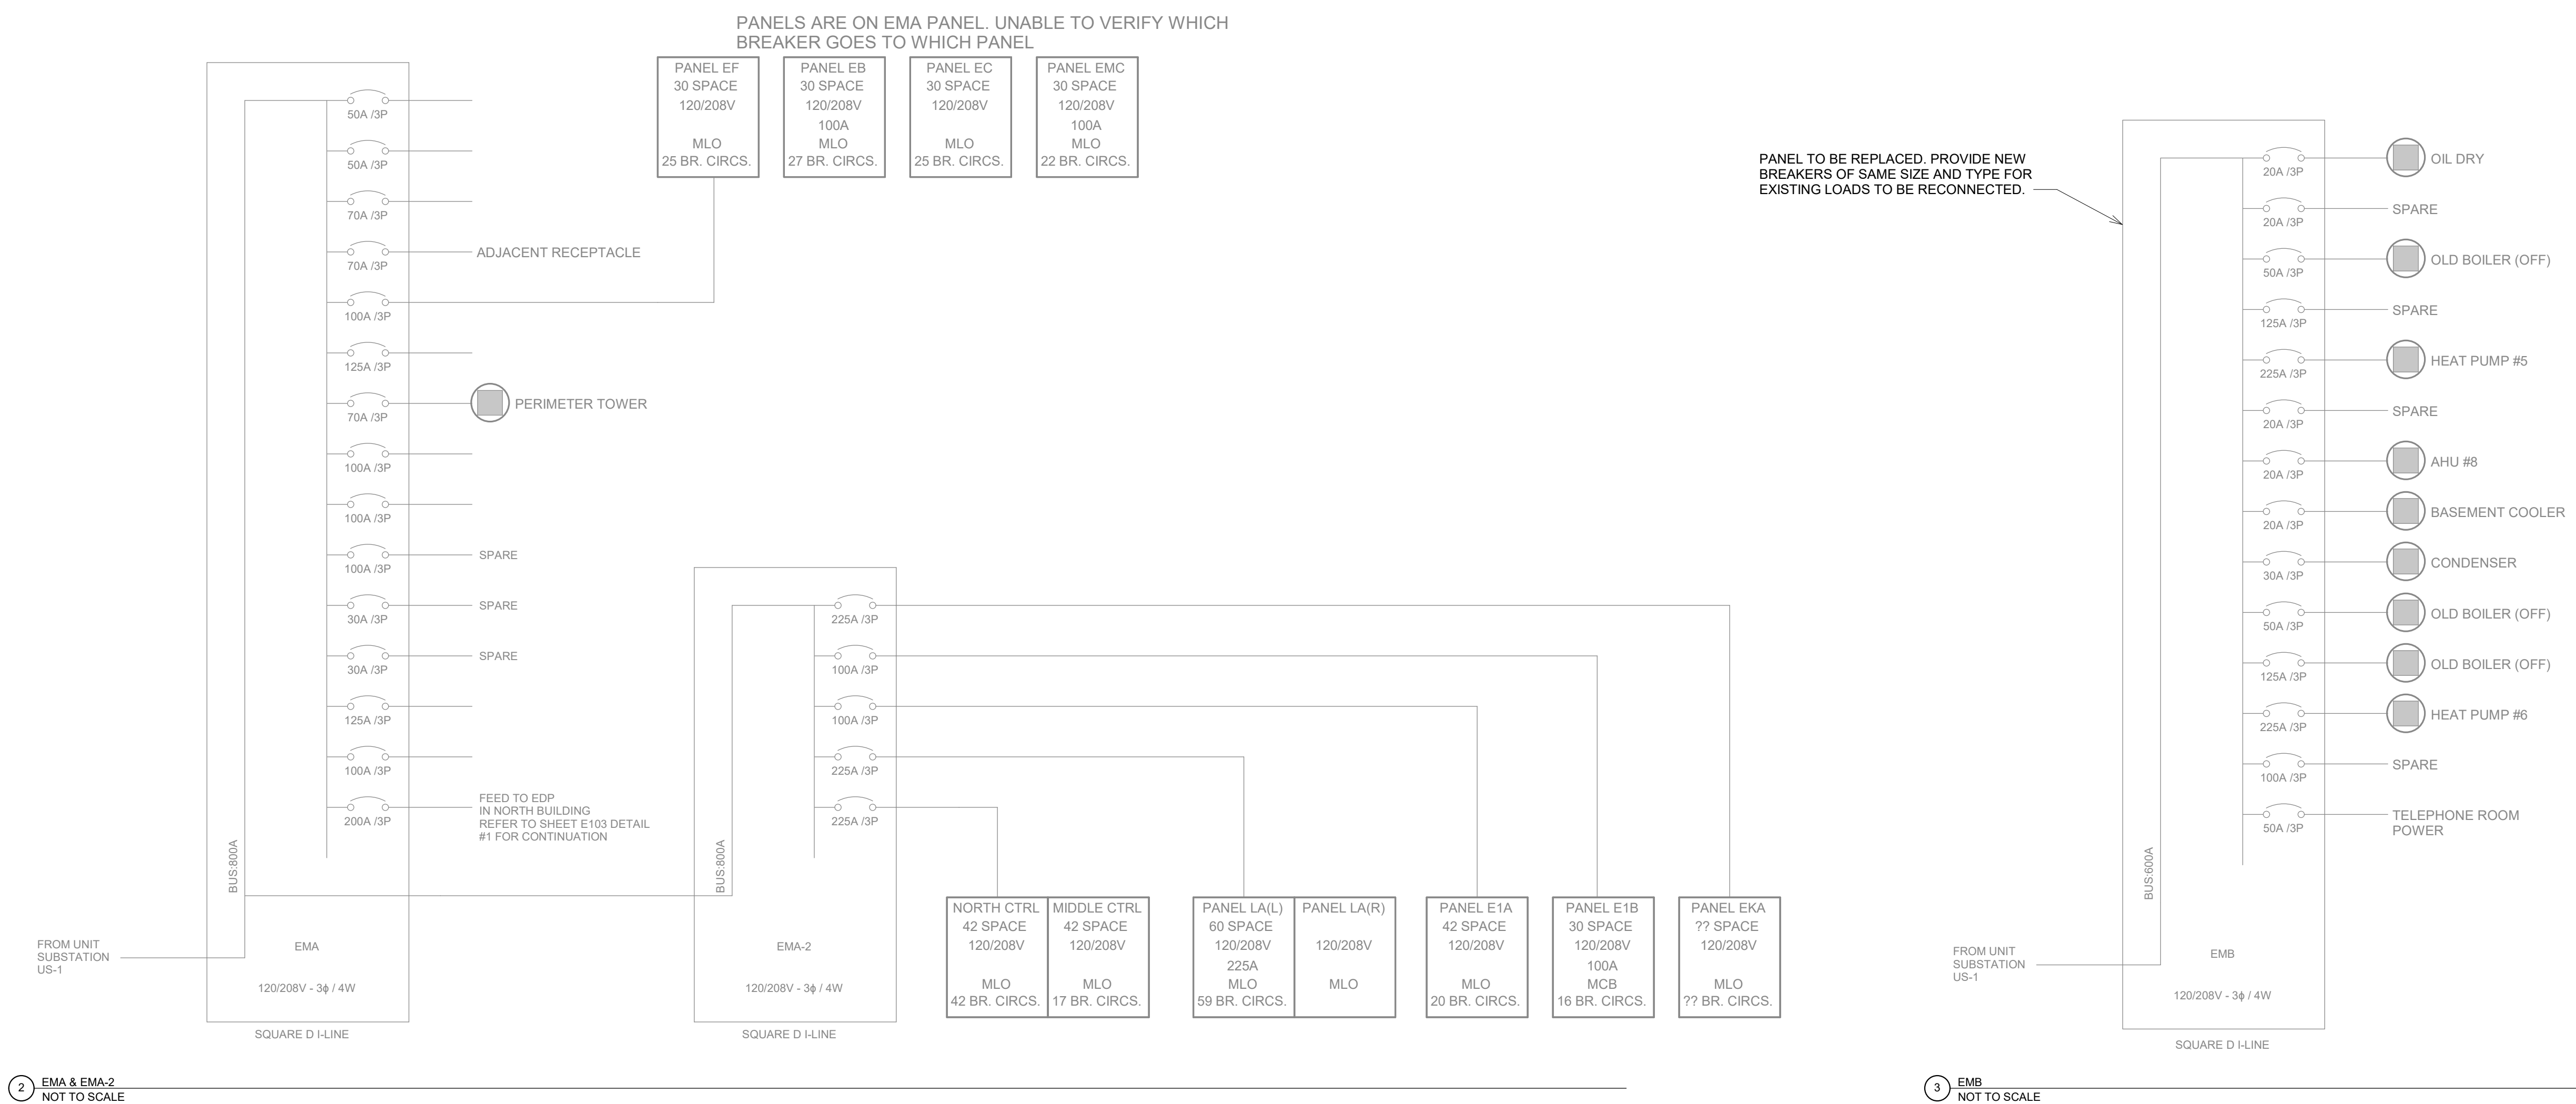 PANELS ARE ON EMA PANEL. UNABLE TO VERIFY WHICH
BREAKER GOES TO WHICH PANEL
PANEL EF
30 SPACE
120/208V
MLO
25 BR. CIRCS.
PANEL EB
30 SPACE
120/208V
100A
MLO
27 BR. CIRCS.
PANEL EC
30 SPACE
120/208V
MLO
25 BR. CIRCS.
PANEL EMC
30 SPACE
120/208V
100A
MLO
22 BR. CIRCS.
50A /3P
50A /3P
70A /3P
70A /3P
ADJACENT RECEPTACLE
100A /3P
125A /3P
70A /3P
PERIMETER TOWER
100A /3P
100A /3P
100A /3P
SPARE
30A /3P
SPARE
30A /3P
SPARE
125A /3P
100A /3P
200A /3P
FEED TO EDP
IN NORTH BUILDING
REFER TO SHEET E103 DETAIL
#1 FOR CONTINUATION
BUS:800A
FROM UNIT
SUBSTATION
US-1
EMA
120/208V - 3ϕ / 4W
SQUARE D I-LINE
225A /3P
100A /3P
100A /3P
225A /3P
225A /3P
BUS:800A
EMA-2
120/208V - 3ϕ / 4W
SQUARE D I-LINE
NORTH CTRL
42 SPACE
120/208V
MLO
42 BR. CIRCS.
MIDDLE CTRL
42 SPACE
120/208V
MLO
17 BR. CIRCS.
PANEL LA(L)
60 SPACE
120/208V
225A
MLO
59 BR. CIRCS.
PANEL LA(R)
120/208V
MLO
PANEL E1A
42 SPACE
120/208V
MLO
20 BR. CIRCS.
PANEL E1B
30 SPACE
120/208V
100A
MCB
16 BR. CIRCS.
PANEL EKA
?? SPACE
120/208V
MLO
?? BR. CIRCS.
2
EMA & EMA-2
NOT TO SCALE
PANEL TO BE REPLACED. PROVIDE NEW
BREAKERS OF SAME SIZE AND TYPE FOR
EXISTING LOADS TO BE RECONNECTED.
20A /3P
OIL DRY
20A /3P
SPARE
50A /3P
OLD BOILER (OFF)
125A /3P
SPARE
225A /3P
HEAT PUMP #5
20A /3P
SPARE
20A /3P
AHU #8
20A /3P
BASEMENT COOLER
30A /3P
CONDENSER
50A /3P
OLD BOILER (OFF)
125A /3P
OLD BOILER (OFF)
225A /3P
HEAT PUMP #6
100A /3P
SPARE
50A /3P
TELEPHONE ROOM
POWER
BUS:600A
FROM UNIT
SUBSTATION
US-1
EMB
120/208V - 3ϕ / 4W
SQUARE D I-LINE
3
EMB
NOT TO SCALE